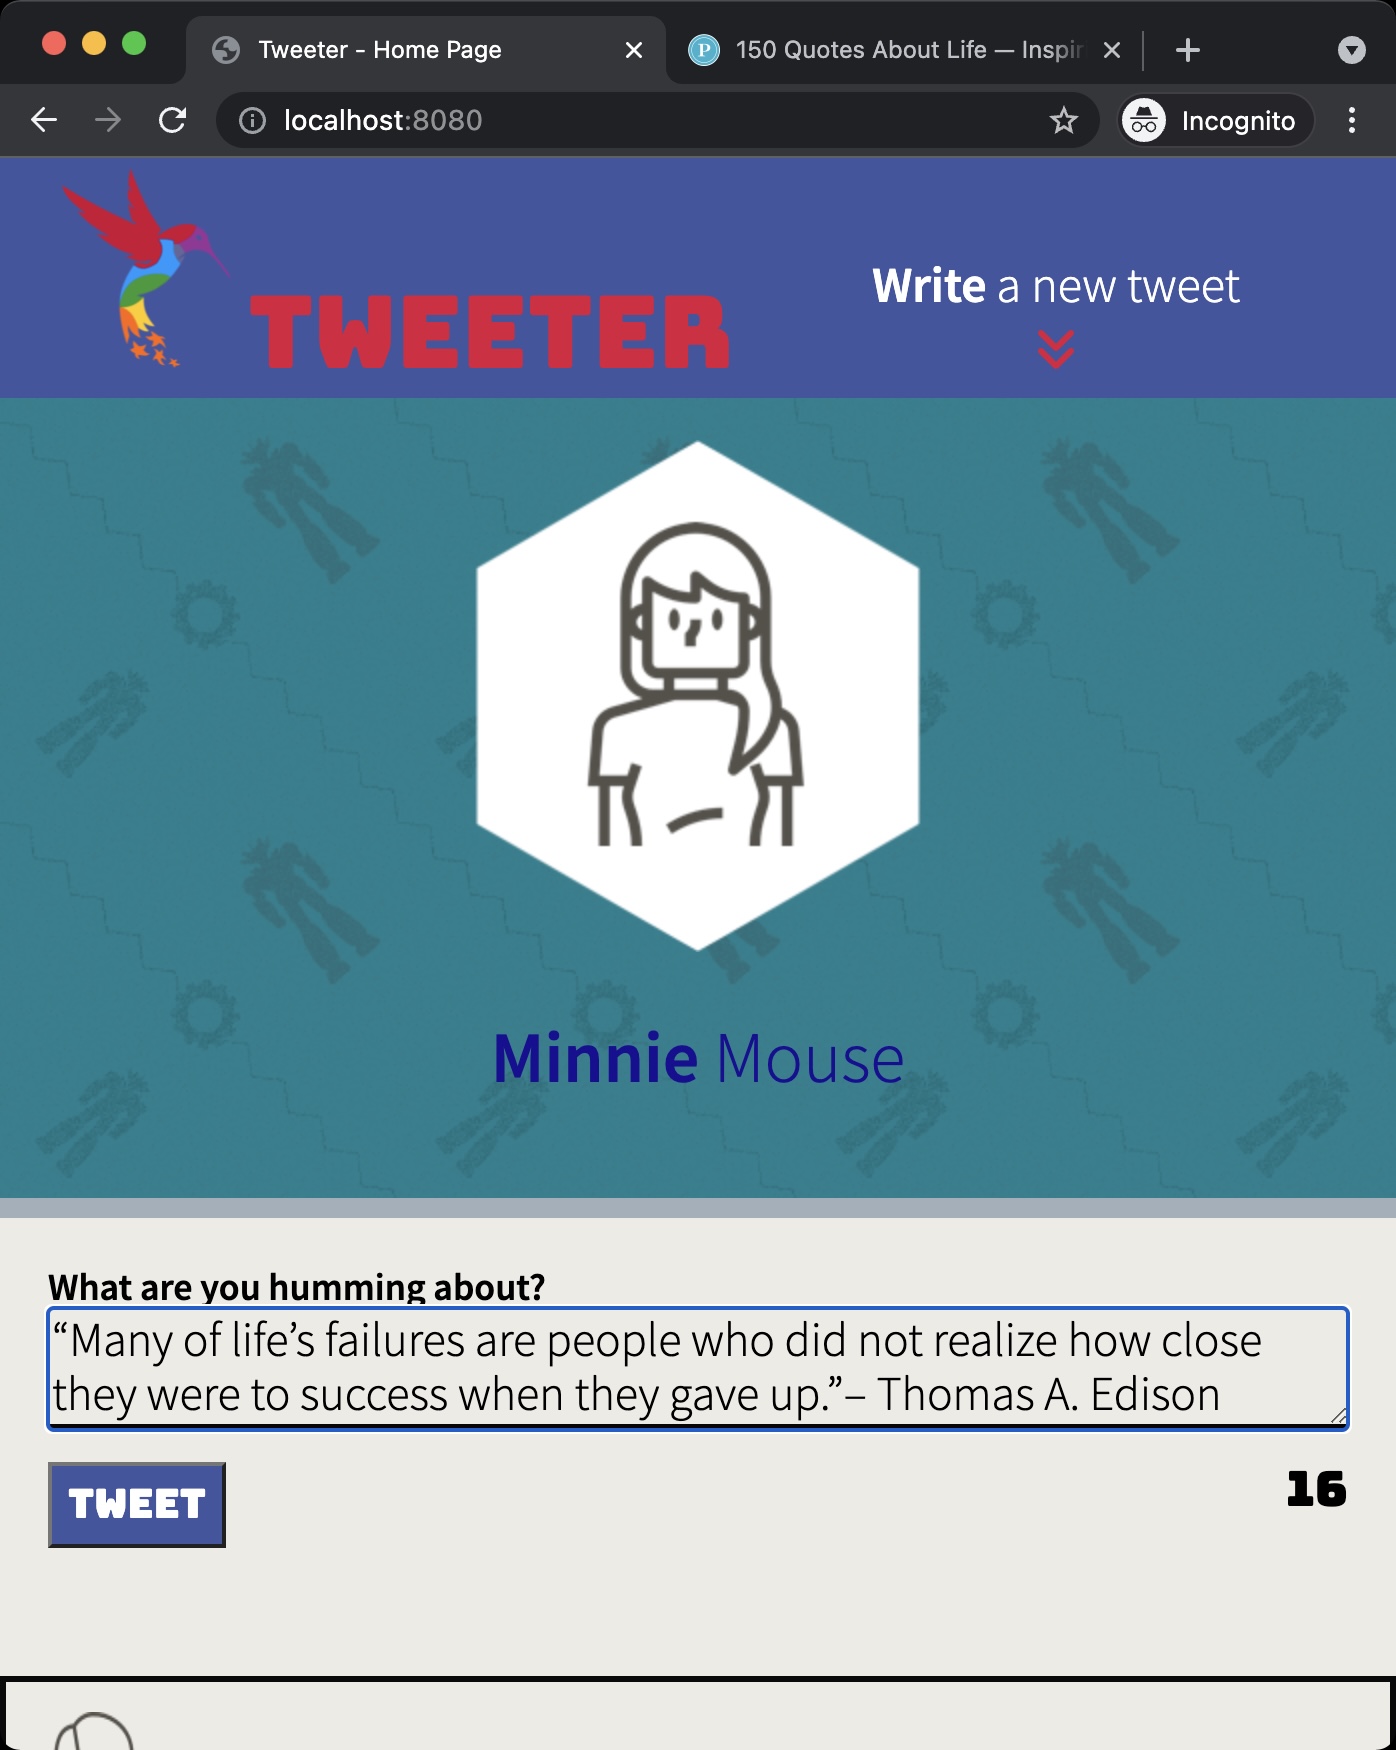 Tweeter - Home Page
150 Quotes About Life — Inspir
localhost:8080
Incognito
TWEETER
Write a new tweet
Minnie Mouse
What are you humming about?
“Many of life’s failures are people who did not realize how close
they were to success when they gave up.”– Thomas A. Edison
TWEET
16